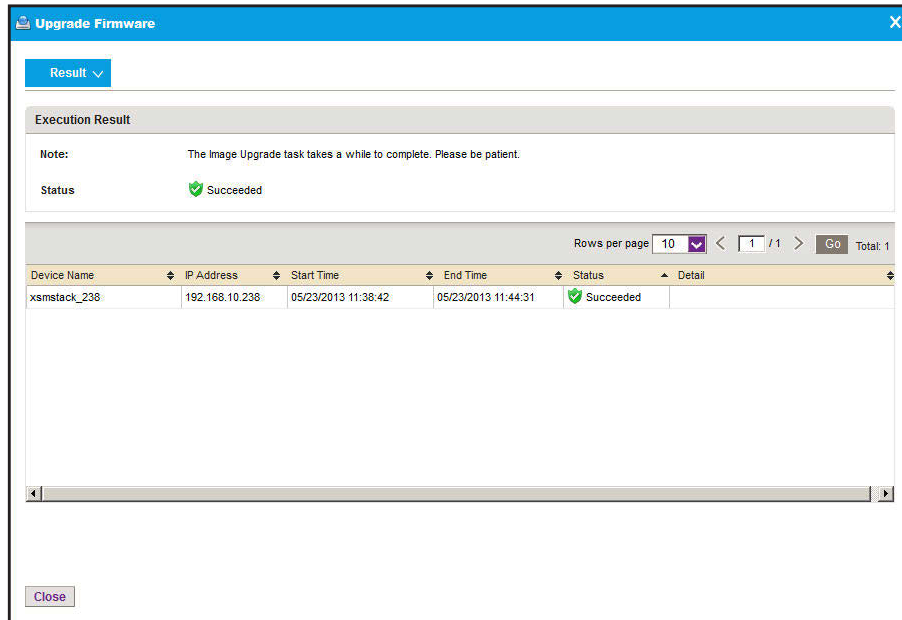 Upgrade Firmware X
Result
Execution Result
Note: The Image Upgrade task takes a while to complete. Please be patient.
Status Succeeded
Rows per page 10 < 1 / 1 > Go Total: 1
Device Name IP Address Start Time End Time Status Detail
xsmstack_238 192.168.10.238 05/23/2013 11:38:42 05/23/2013 11:44:31 Succeeded
Close